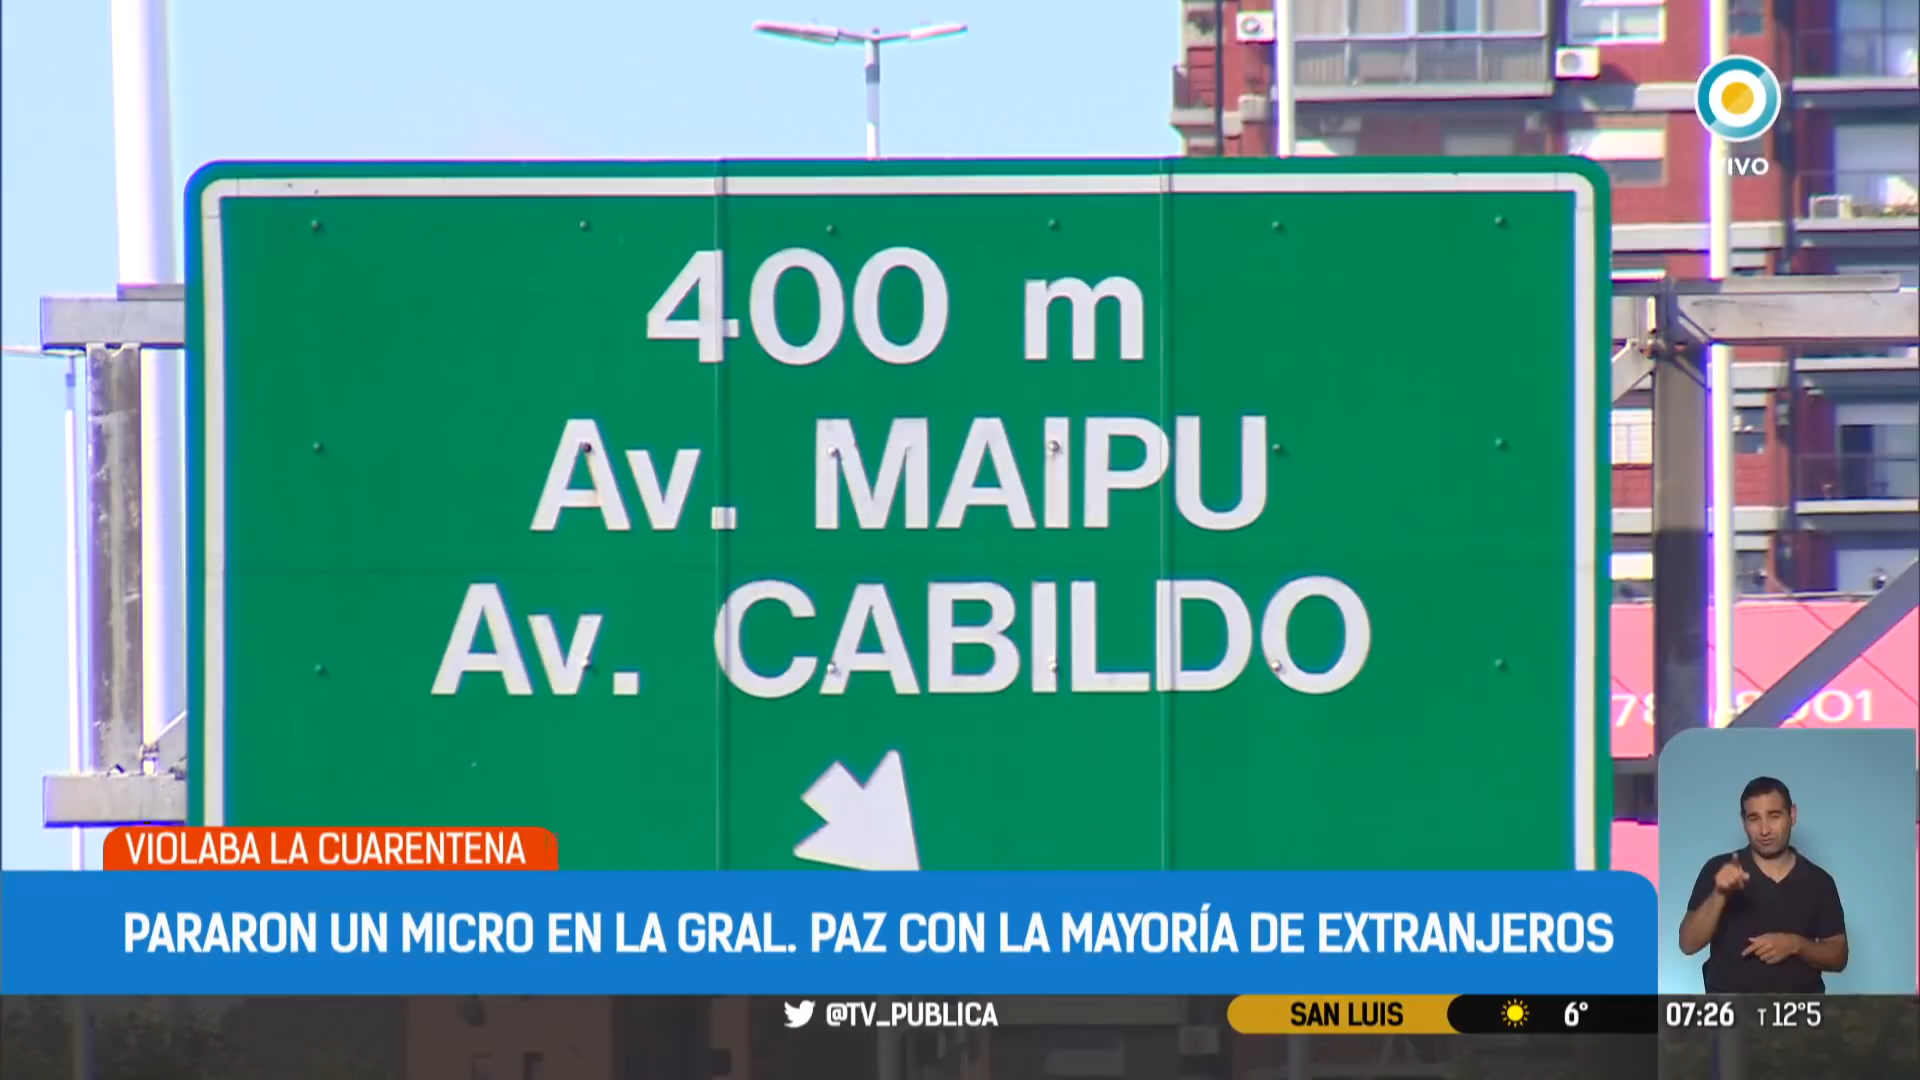 VIVO
400 m
Av. MAIPU
Av. CABILDO
VIOLABA LA CUARENTENA
PARARON UN MICRO EN LA GRAL. PAZ CON LA MAYORÍA DE EXTRANJEROS
@TV_PUBLICA
SAN LUIS 6° 07:26 T 12°5